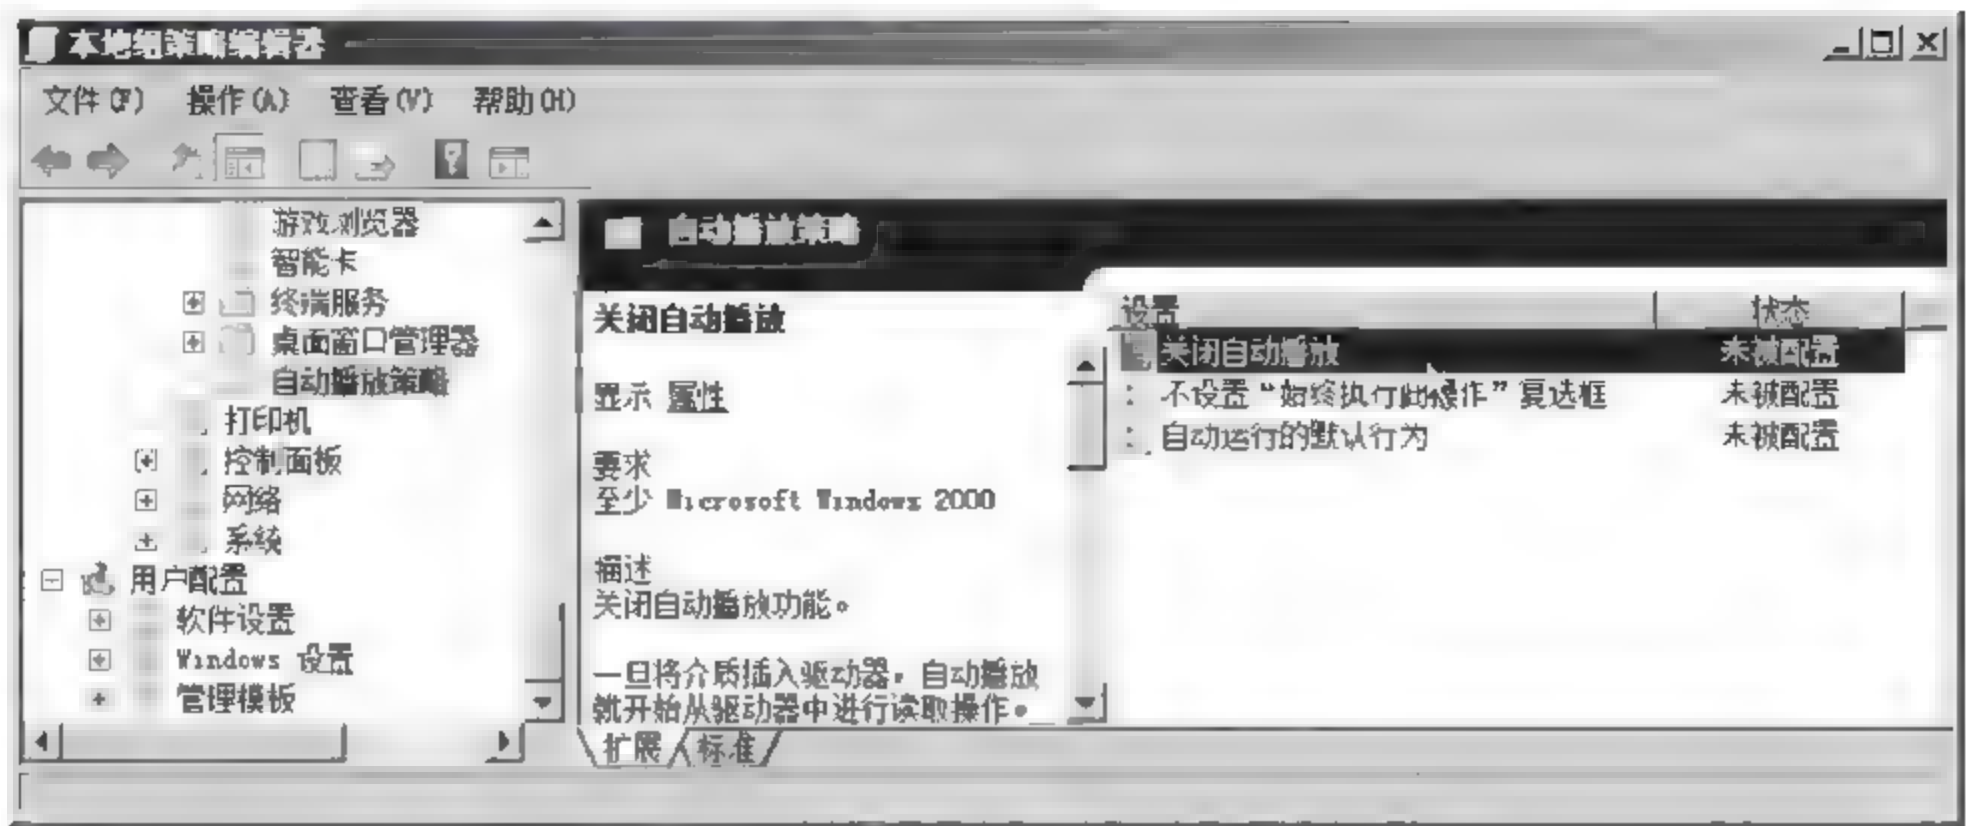 本地组策略编辑器
文件(F) 操作(A) 查看(V) 帮助(H)
游戏浏览器
智能卡
终端服务
桌面窗口管理器
自动播放策略
打印机
控制面板
网络
系统
用户配置
软件设置
Windows 设置
管理模板
自动播放策略
关闭自动播放
显示 属性
要求
至少 Microsoft Windows 2000
描述
关闭自动播放功能。
一旦将介质插入驱动器，自动播放
就开始从驱动器中进行读取操作。
设置 状态
关闭自动播放 未被配置
不设置“始终执行此操作”复选框 未被配置
自动运行的默认行为 未被配置
扩展 标准